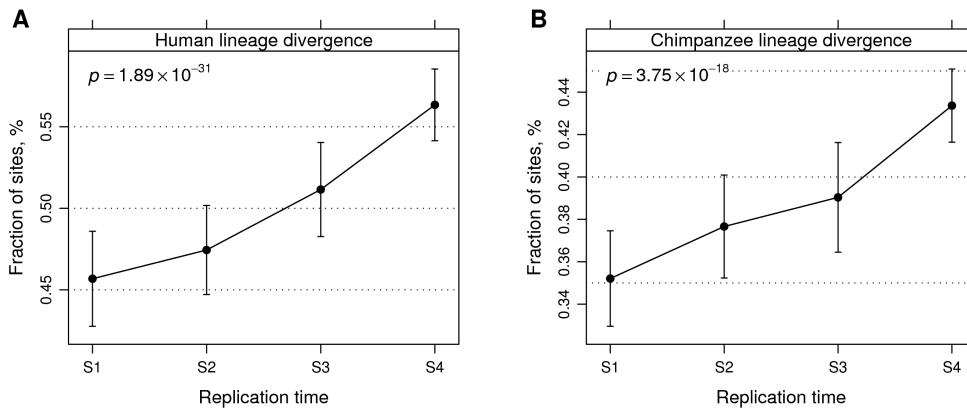 A
Human lineage divergence
p = 1.89 × 10⁻³¹
Fraction of sites, %
0.55
0.50
0.45
S1 S2 S3 S4
Replication time
B
Chimpanzee lineage divergence
p = 3.75 × 10⁻¹⁸
Fraction of sites, %
0.44
0.42
0.40
0.38
0.36
0.34
S1 S2 S3 S4
Replication time